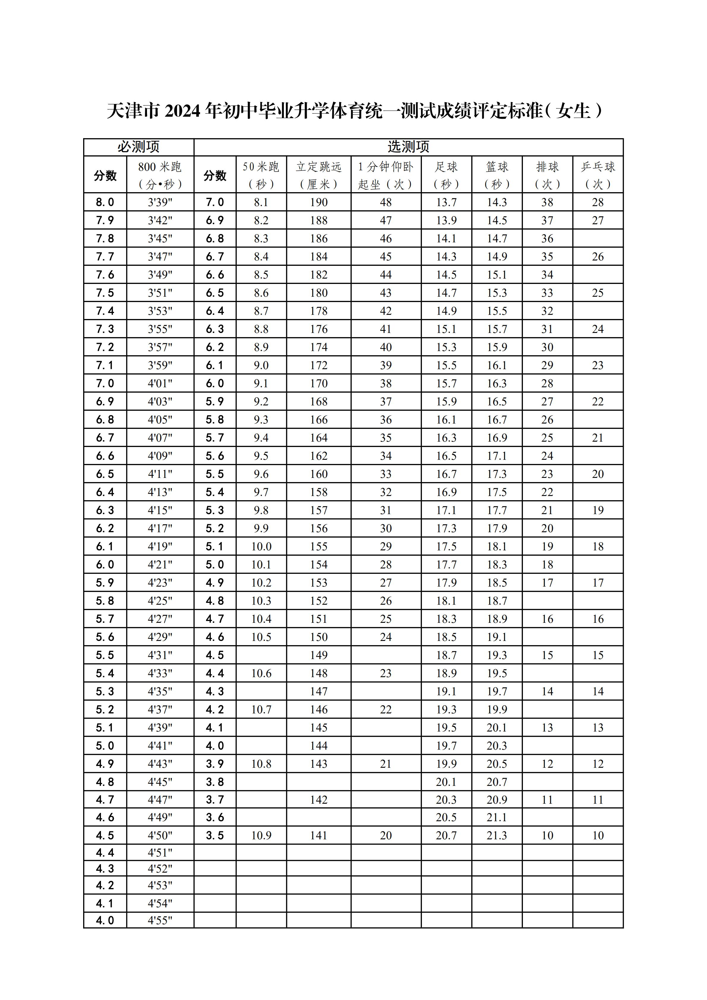 天津市 2024 年初中毕业升学体育统一测试成绩评定标准（女生）
必测项 选测项
分数 800 米跑（分•秒） 分数 50米跑（秒） 立定跳远（厘米） 1 分钟仰卧起坐（次） 足球（秒） 篮球（秒） 排球（次） 乒乓球（次）
8.0 3'39" 7.0 8.1 190 48 13.7 14.3 38 28
7.9 3'42" 6.9 8.2 188 47 13.9 14.5 37 27
7.8 3'45" 6.8 8.3 186 46 14.1 14.7 36
7.7 3'47" 6.7 8.4 184 45 14.3 14.9 35 26
7.6 3'49" 6.6 8.5 182 44 14.5 15.1 34
7.5 3'51" 6.5 8.6 180 43 14.7 15.3 33 25
7.4 3'53" 6.4 8.7 178 42 14.9 15.5 32
7.3 3'55" 6.3 8.8 176 41 15.1 15.7 31 24
7.2 3'57" 6.2 8.9 174 40 15.3 15.9 30
7.1 3'59" 6.1 9.0 172 39 15.5 16.1 29 23
7.0 4'01" 6.0 9.1 170 38 15.7 16.3 28
6.9 4'03" 5.9 9.2 168 37 15.9 16.5 27 22
6.8 4'05" 5.8 9.3 166 36 16.1 16.7 26
6.7 4'07" 5.7 9.4 164 35 16.3 16.9 25 21
6.6 4'09" 5.6 9.5 162 34 16.5 17.1 24
6.5 4'11" 5.5 9.6 160 33 16.7 17.3 23 20
6.4 4'13" 5.4 9.7 158 32 16.9 17.5 22
6.3 4'15" 5.3 9.8 157 31 17.1 17.7 21 19
6.2 4'17" 5.2 9.9 156 30 17.3 17.9 20
6.1 4'19" 5.1 10.0 155 29 17.5 18.1 19 18
6.0 4'21" 5.0 10.1 154 28 17.7 18.3 18
5.9 4'23" 4.9 10.2 153 27 17.9 18.5 17 17
5.8 4'25" 4.8 10.3 152 26 18.1 18.7
5.7 4'27" 4.7 10.4 151 25 18.3 18.9 16 16
5.6 4'29" 4.6 10.5 150 24 18.5 19.1
5.5 4'31" 4.5 149 18.7 19.3 15 15
5.4 4'33" 4.4 10.6 148 23 18.9 19.5
5.3 4'35" 4.3 147 19.1 19.7 14 14
5.2 4'37" 4.2 10.7 146 22 19.3 19.9
5.1 4'39" 4.1 145 19.5 20.1 13 13
5.0 4'41" 4.0 144 19.7 20.3
4.9 4'43" 3.9 10.8 143 21 19.9 20.5 12 12
4.8 4'45" 3.8 20.1 20.7
4.7 4'47" 3.7 142 20.3 20.9 11 11
4.6 4'49" 3.6 20.5 21.1
4.5 4'50" 3.5 10.9 141 20 20.7 21.3 10 10
4.4 4'51"
4.3 4'52"
4.2 4'53"
4.1 4'54"
4.0 4'55"